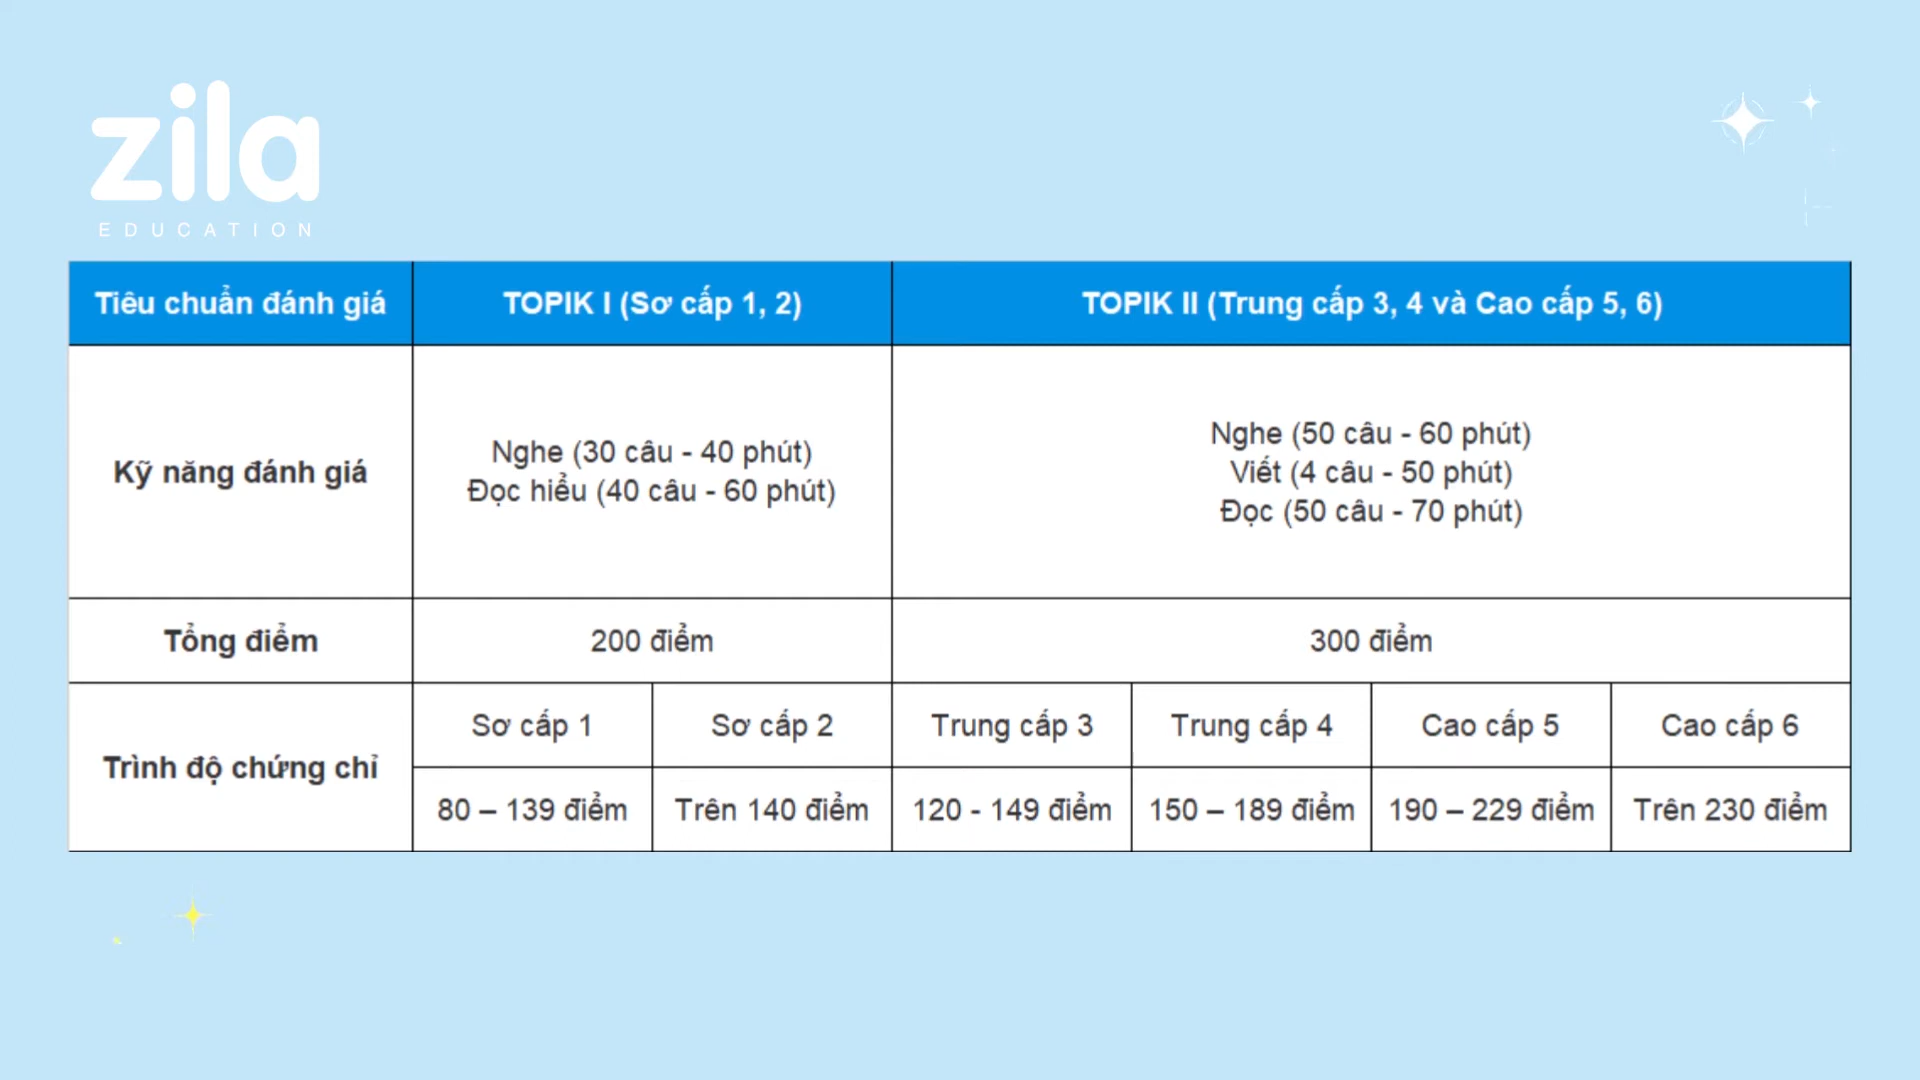 zila
EDUCATION
Tiêu chuẩn đánh giá
TOPIK I (Sơ cấp 1, 2)
TOPIK II (Trung cấp 3, 4 và Cao cấp 5, 6)
Kỹ năng đánh giá
Nghe (30 câu - 40 phút)
Đọc hiểu (40 câu - 60 phút)
Nghe (50 câu - 60 phút)
Viết (4 câu - 50 phút)
Đọc (50 câu - 70 phút)
Tổng điểm
200 điểm
300 điểm
Trình độ chứng chỉ
Sơ cấp 1
Sơ cấp 2
Trung cấp 3
Trung cấp 4
Cao cấp 5
Cao cấp 6
80 – 139 điểm
Trên 140 điểm
120 - 149 điểm
150 – 189 điểm
190 – 229 điểm
Trên 230 điểm